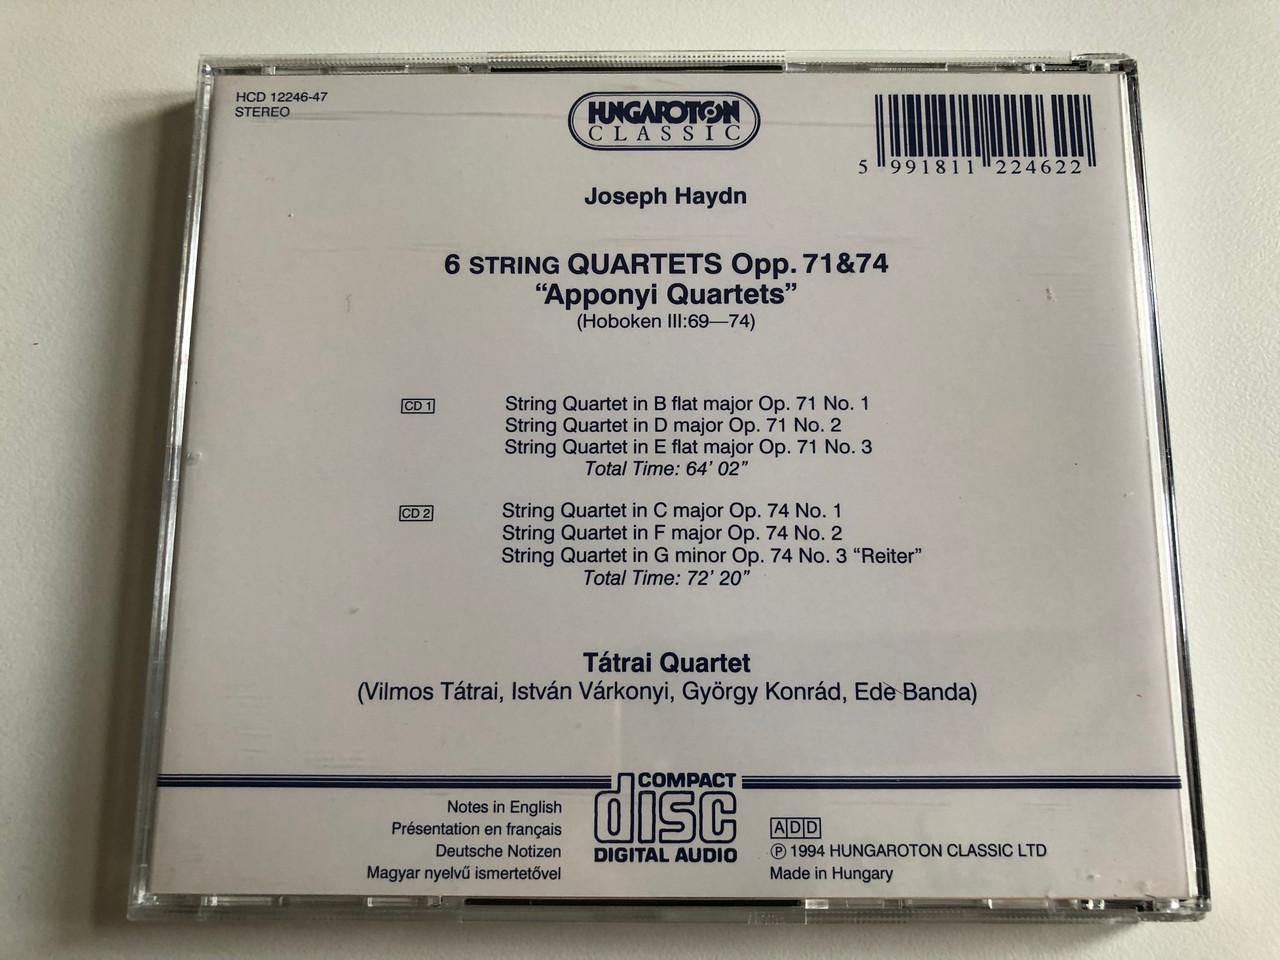 HCD 12246-47
STEREO
HUNGAROTON
CLASSIC
5 991811 224622
Joseph Haydn
6 STRING QUARTETS Opp. 71&74
“Apponyi Quartets”
(Hoboken III:69—74)
CD 1
String Quartet in B flat major Op. 71 No. 1
String Quartet in D major Op. 71 No. 2
String Quartet in E flat major Op. 71 No. 3
Total Time: 64’ 02”
CD 2
String Quartet in C major Op. 74 No. 1
String Quartet in F major Op. 74 No. 2
String Quartet in G minor Op. 74 No. 3 “Reiter”
Total Time: 72’ 20”
Tátrai Quartet
(Vilmos Tátrai, István Várkonyi, György Konrád, Ede Banda)
COMPACT
disc
DIGITAL AUDIO
Notes in English
Présentation en français
Deutsche Notizen
Magyar nyelvű ismertetővel
ADD
℗ 1994 HUNGAROTON CLASSIC LTD
Made in Hungary